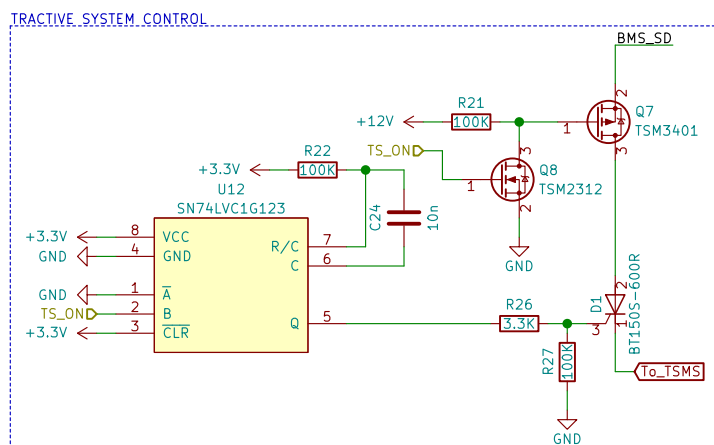 TRACTIVE SYSTEM CONTROL
BMS_SD
R21
100K
+12V
2
Q7
TSM3401
1
3
TS_ON
R22
100K
+3.3V
3
Q8
TSM2312
1
2
GND
U12
SN74LVC1G123
C24
10n
+3.3V
8
VCC
GND
4
GND
R/C
7
C
6
GND
1
A
TS_ON
2
B
+3.3V
3
CLR
Q
5
R26
3.3K
D1
2
3
1
BT150S-600R
R27
100K
To_TSMS
GND